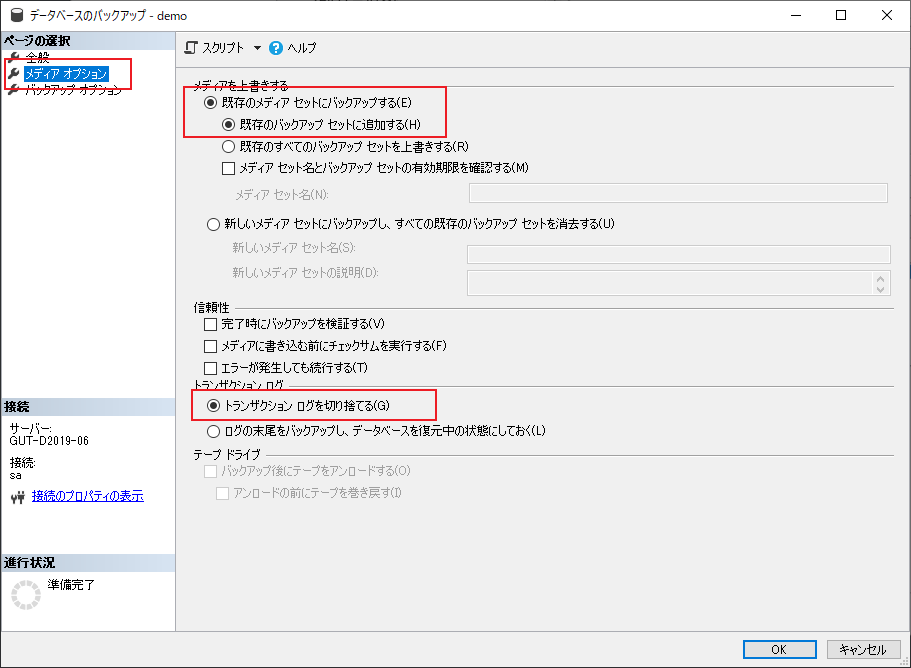 データベースのバックアップ - demo
ページの選択
全般
メディア オプション
バックアップ オプション
スクリプト
ヘルプ
メディアを上書きする
既存のメディア セットにバックアップする(E)
既存のバックアップ セットに追加する(H)
既存のすべてのバックアップ セットを上書きする(R)
メディア セット名とバックアップ セットの有効期限を確認する(M)
メディア セット名(N):
新しいメディア セットにバックアップし、すべての既存のバックアップ セットを消去する(U)
新しいメディア セット名(S):
新しいメディア セットの説明(D):
信頼性
完了時にバックアップを検証する(V)
メディアに書き込む前にチェックサムを実行する(F)
エラーが発生しても続行する(T)
トランザクション ログ
トランザクション ログを切り捨てる(G)
ログの末尾をバックアップし、データベースを復元中の状態にしておく(L)
テープ ドライブ
バックアップ後にテープをアンロードする(O)
アンロードの前にテープを巻き戻す(I)
接続
サーバー:
GUT-D2019-06
接続:
sa
接続のプロパティの表示
進行状況
準備完了
OK
キャンセル